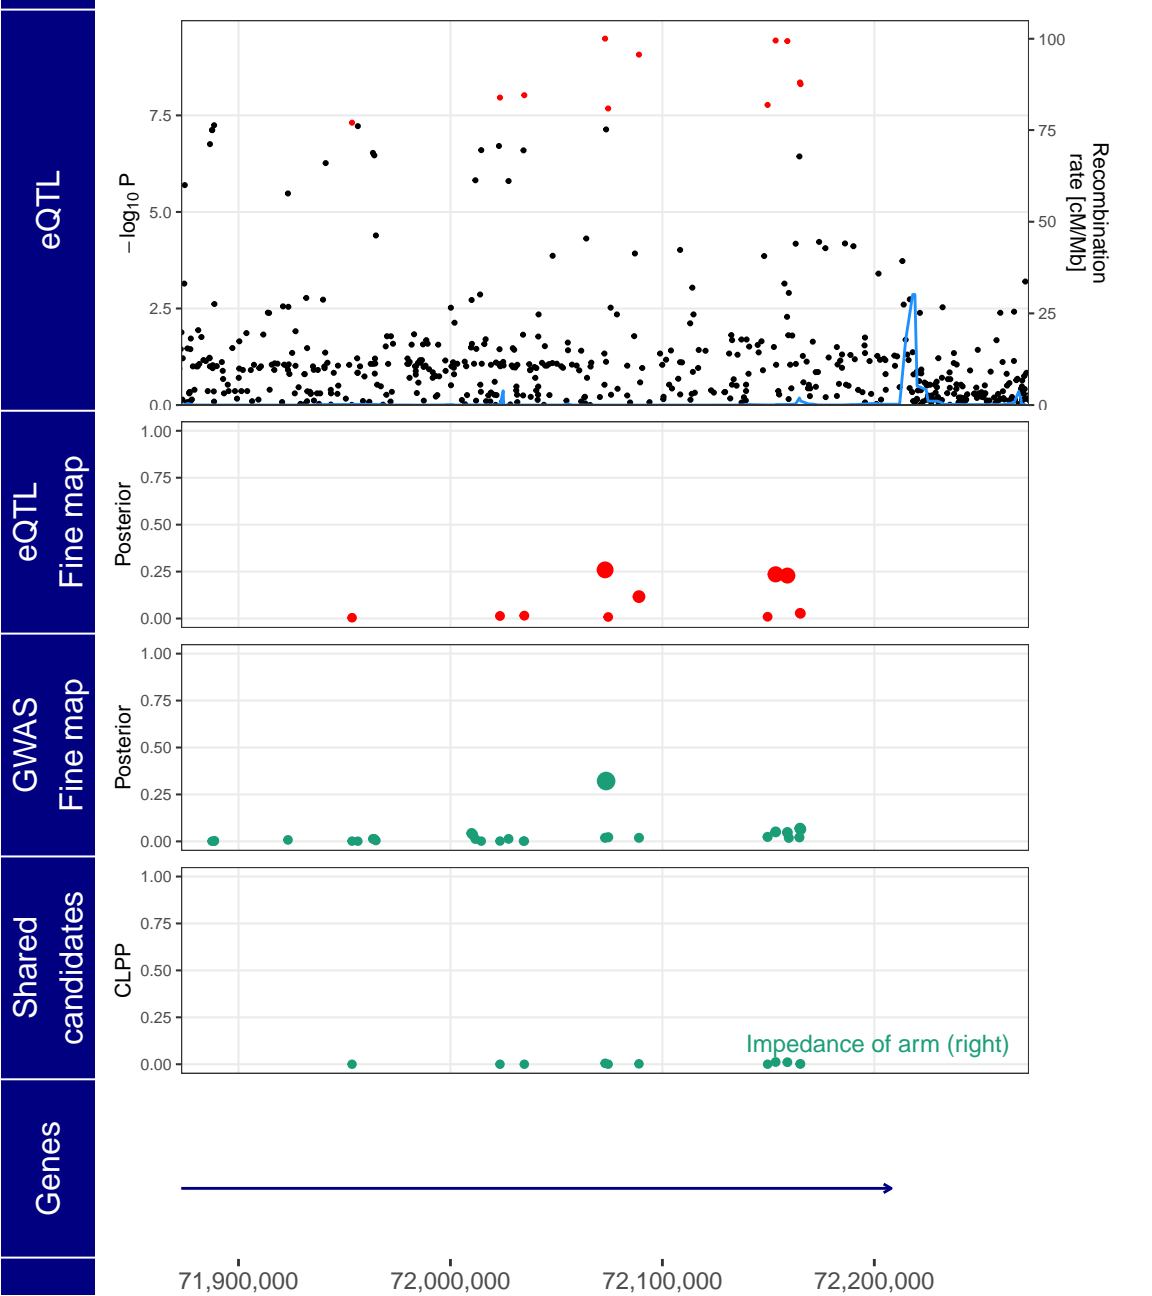 eQTL
−log10 P
7.5
5.0
2.5
0.0
100
75
50
25
0
Recombination
rate [cM/Mb]
eQTL
Fine map
Posterior
1.00
0.75
0.50
0.25
0.00
GWAS
Fine map
Posterior
1.00
0.75
0.50
0.25
0.00
Shared
candidates
CLPP
1.00
0.75
0.50
0.25
0.00
Impedance of arm (right)
Genes
71,900,000
72,000,000
72,100,000
72,200,000